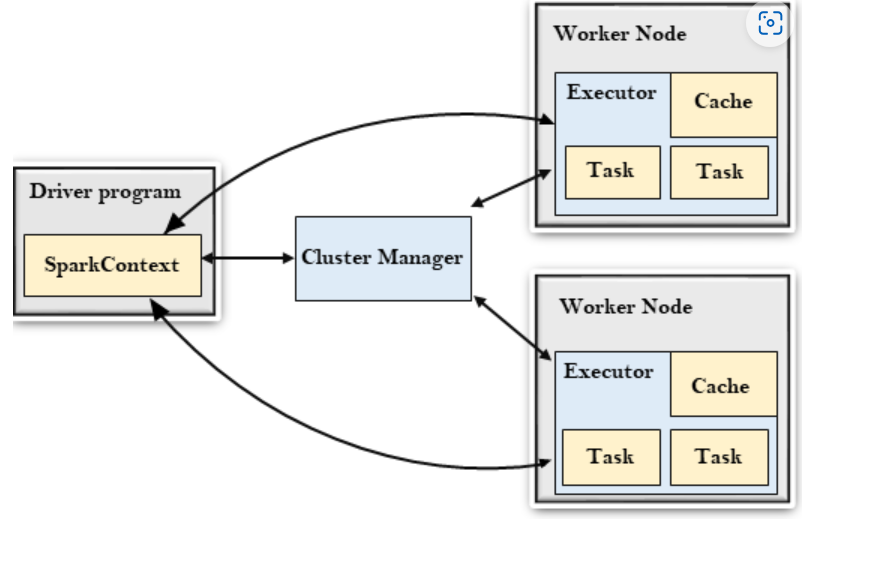 Driver program
SparkContext
Cluster Manager
Worker Node
Executor
Cache
Task
Task
Worker Node
Executor
Cache
Task
Task